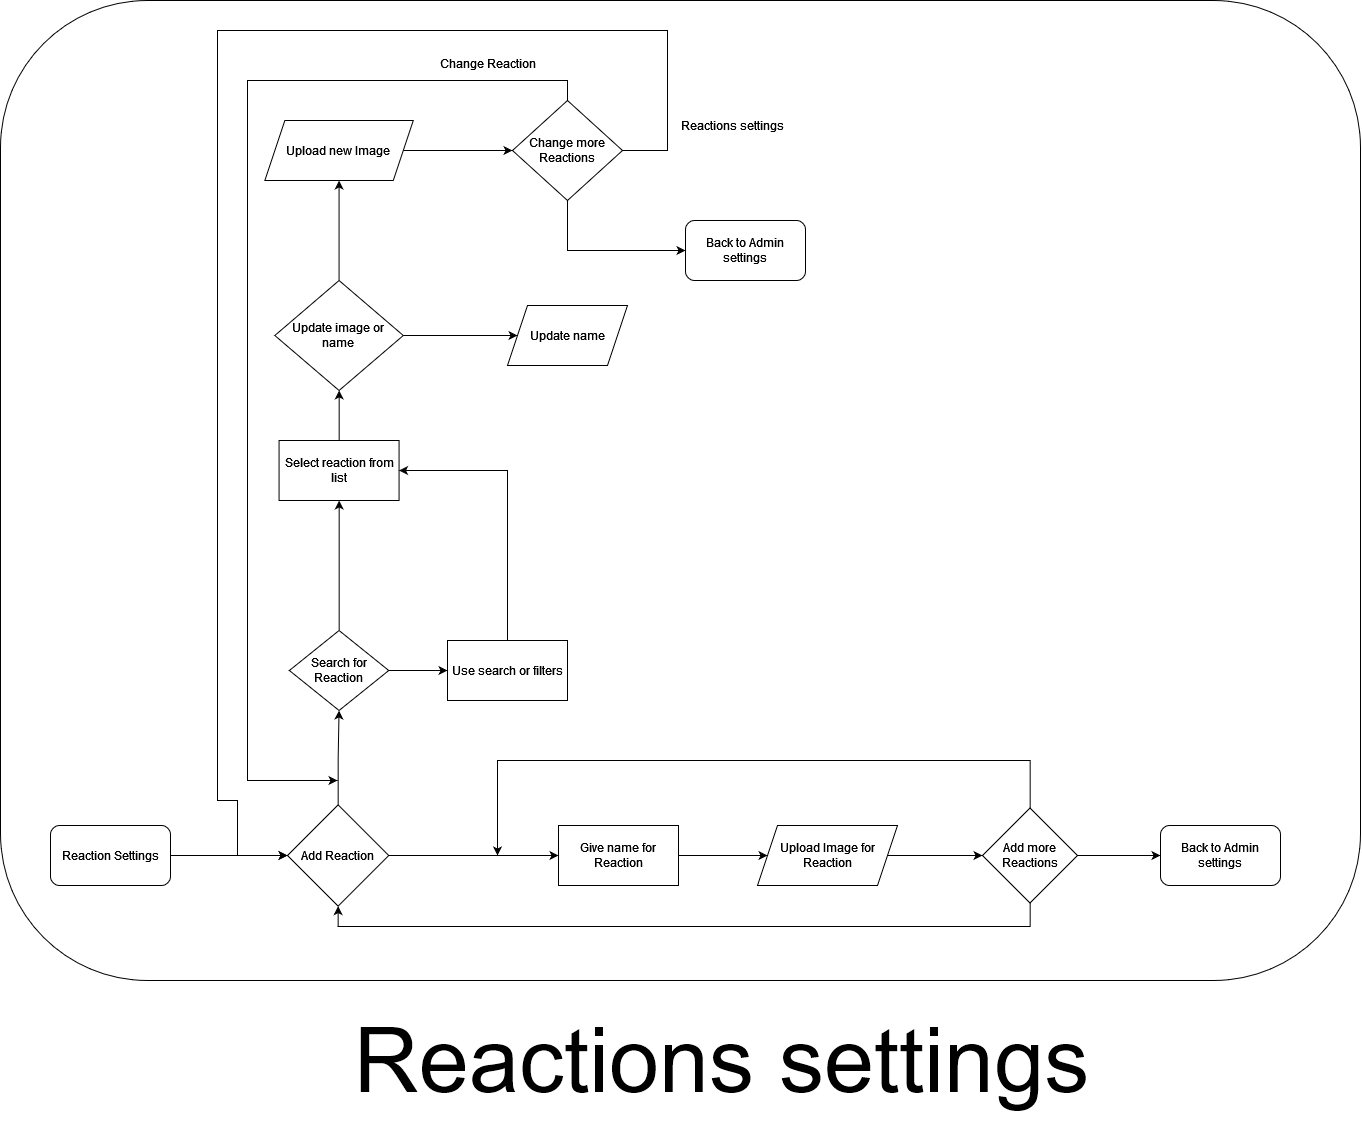 Change Reaction
Reactions settings
Upload new Image
Change more
Reactions
Back to Admin
settings
Update image or
name
Update name
Select reaction from
list
Search for
Reaction
Use search or filters
Reaction Settings
Add Reaction
Give name for
Reaction
Upload Image for
Reaction
Add more
Reactions
Back to Admin
settings
Reactions settings